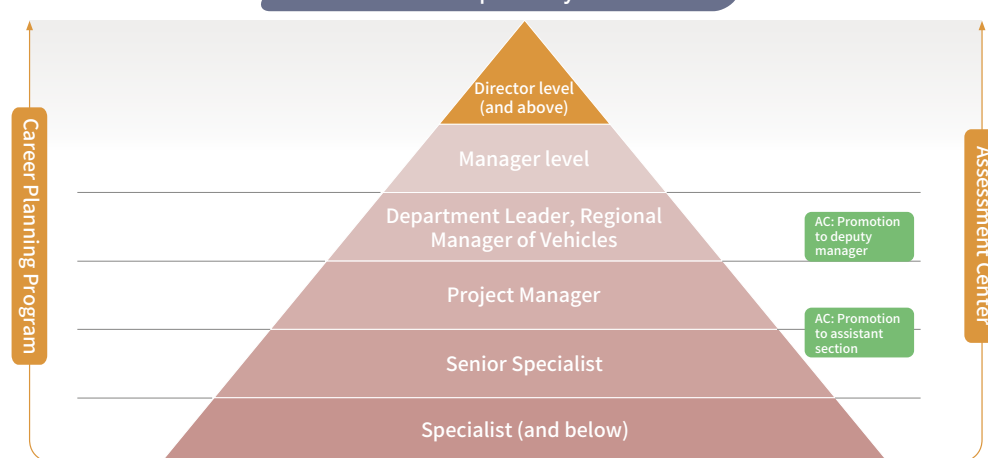 Director level
(and above)
Manager level
Department Leader, Regional
Manager of Vehicles
AC: Promotion
to deputy
manager
Project Manager
AC: Promotion
to assistant
section
Senior Specialist
Specialist (and below)
Career Planning Program
Assessment Center